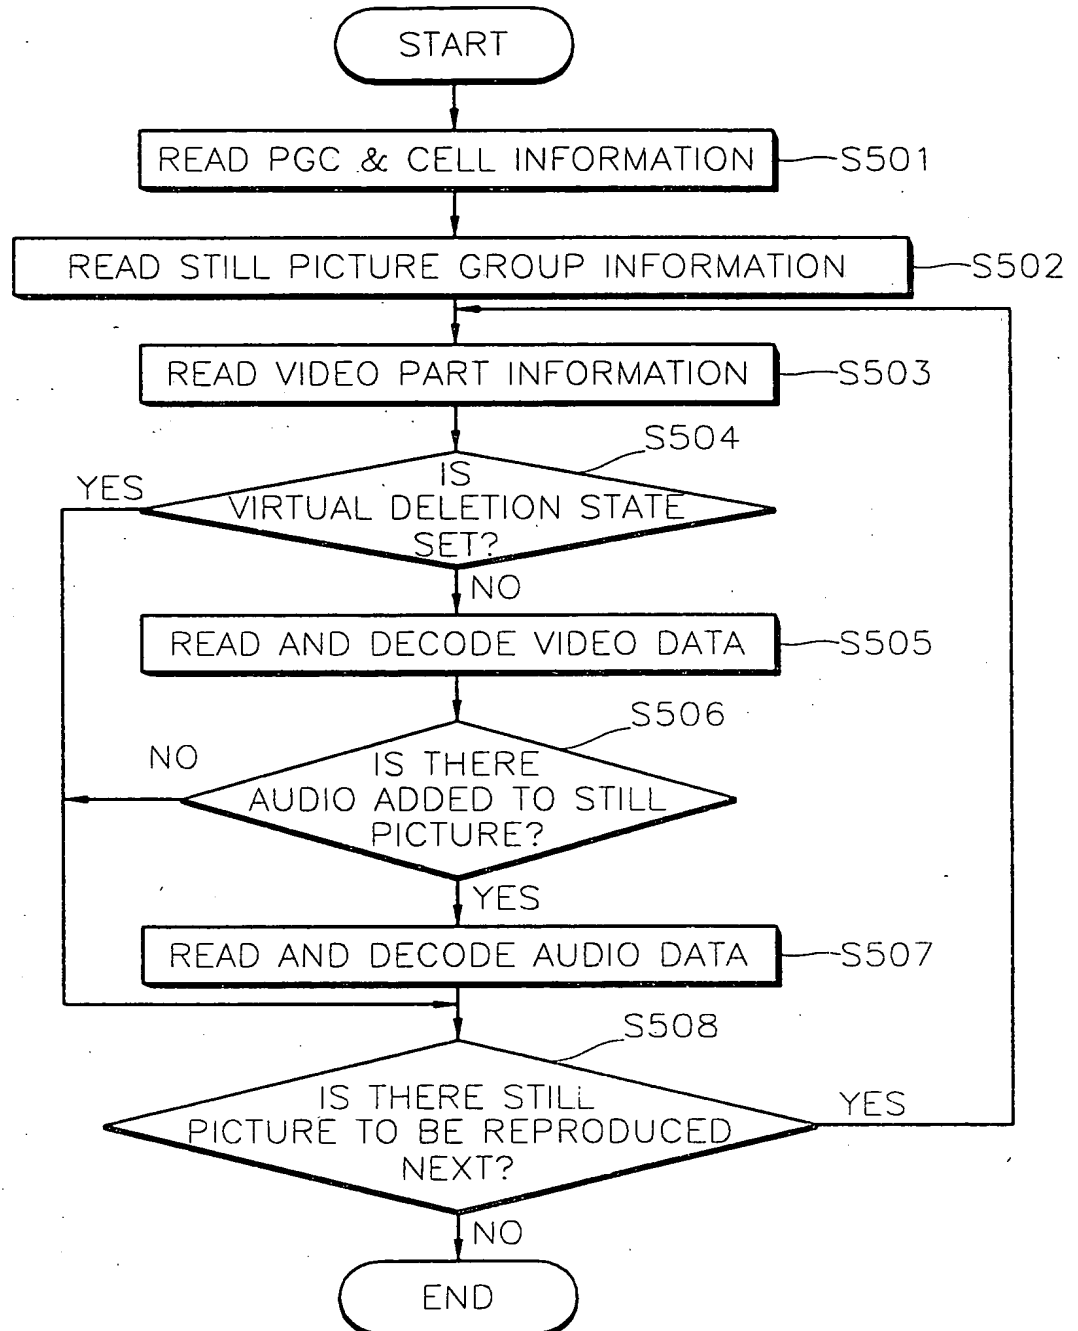 START
READ PGC & CELL INFORMATION
S501
READ STILL PICTURE GROUP INFORMATION
S502
READ VIDEO PART INFORMATION
S503
S504
YES
IS
VIRTUAL DELETION STATE
SET?
NO
READ AND DECODE VIDEO DATA
S505
S506
NO
IS THERE
AUDIO ADDED TO STILL
PICTURE?
YES
READ AND DECODE AUDIO DATA
S507
S508
IS THERE STILL
PICTURE TO BE REPRODUCED
NEXT?
YES
NO
END